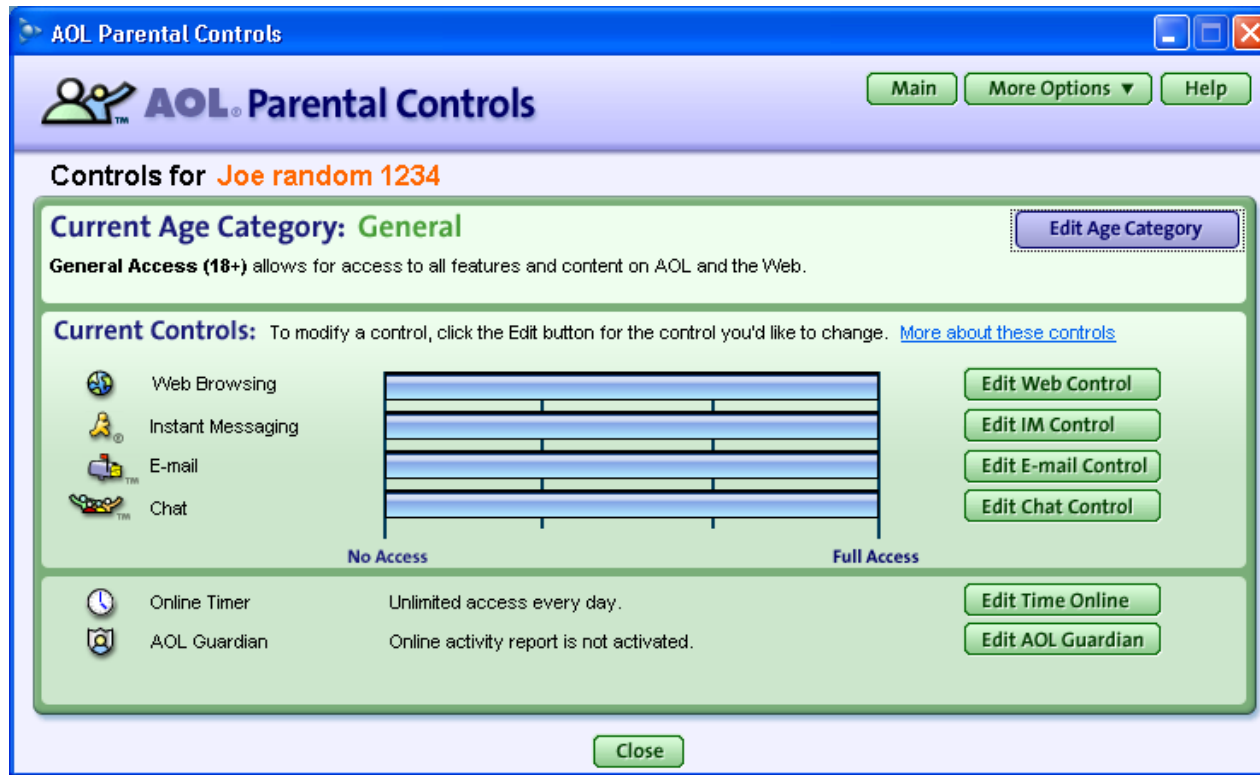 AOL Parental Controls
AOL® Parental Controls
Main
More Options ▼
Help
Controls for Joe random 1234
Current Age Category: General
Edit Age Category
General Access (18+) allows for access to all features and content on AOL and the Web.
Current Controls: To modify a control, click the Edit button for the control you'd like to change. More about these controls
Web Browsing
Edit Web Control
Instant Messaging
Edit IM Control
E-mail
Edit E-mail Control
Chat
Edit Chat Control
No Access
Full Access
Online Timer
Unlimited access every day.
Edit Time Online
AOL Guardian
Online activity report is not activated.
Edit AOL Guardian
Close